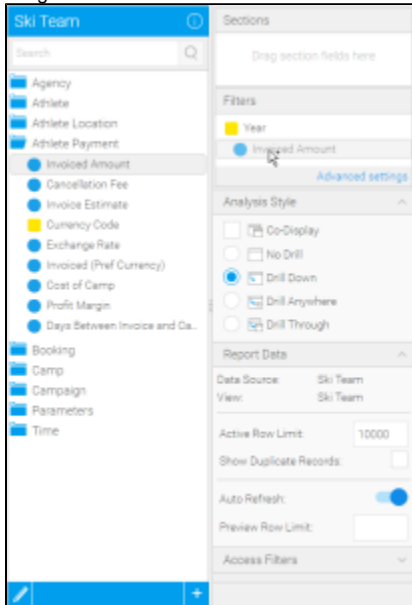 Ski Team
Search
Agency
Athlete
Athlete Location
Athlete Payment
Invoiced Amount
Cancellation Fee
Invoice Estimate
Currency Code
Exchange Rate
Invoiced (Pref Currency)
Cost of Camp
Profit Margin
Days Between Invoice and Ca...
Booking
Camp
Campaign
Parameters
Time
Sections
Drag section fields here
Filters
Year
Invoiced Amount
Advanced settings
Analysis Style
Co-Display
No Drill
Drill Down
Drill Anywhere
Drill Through
Report Data
Data Source: Ski Team
View: Ski Team
Active Row Limit: 10000
Show Duplicate Records:
Auto Refresh:
Preview Row Limit:
Access Filters